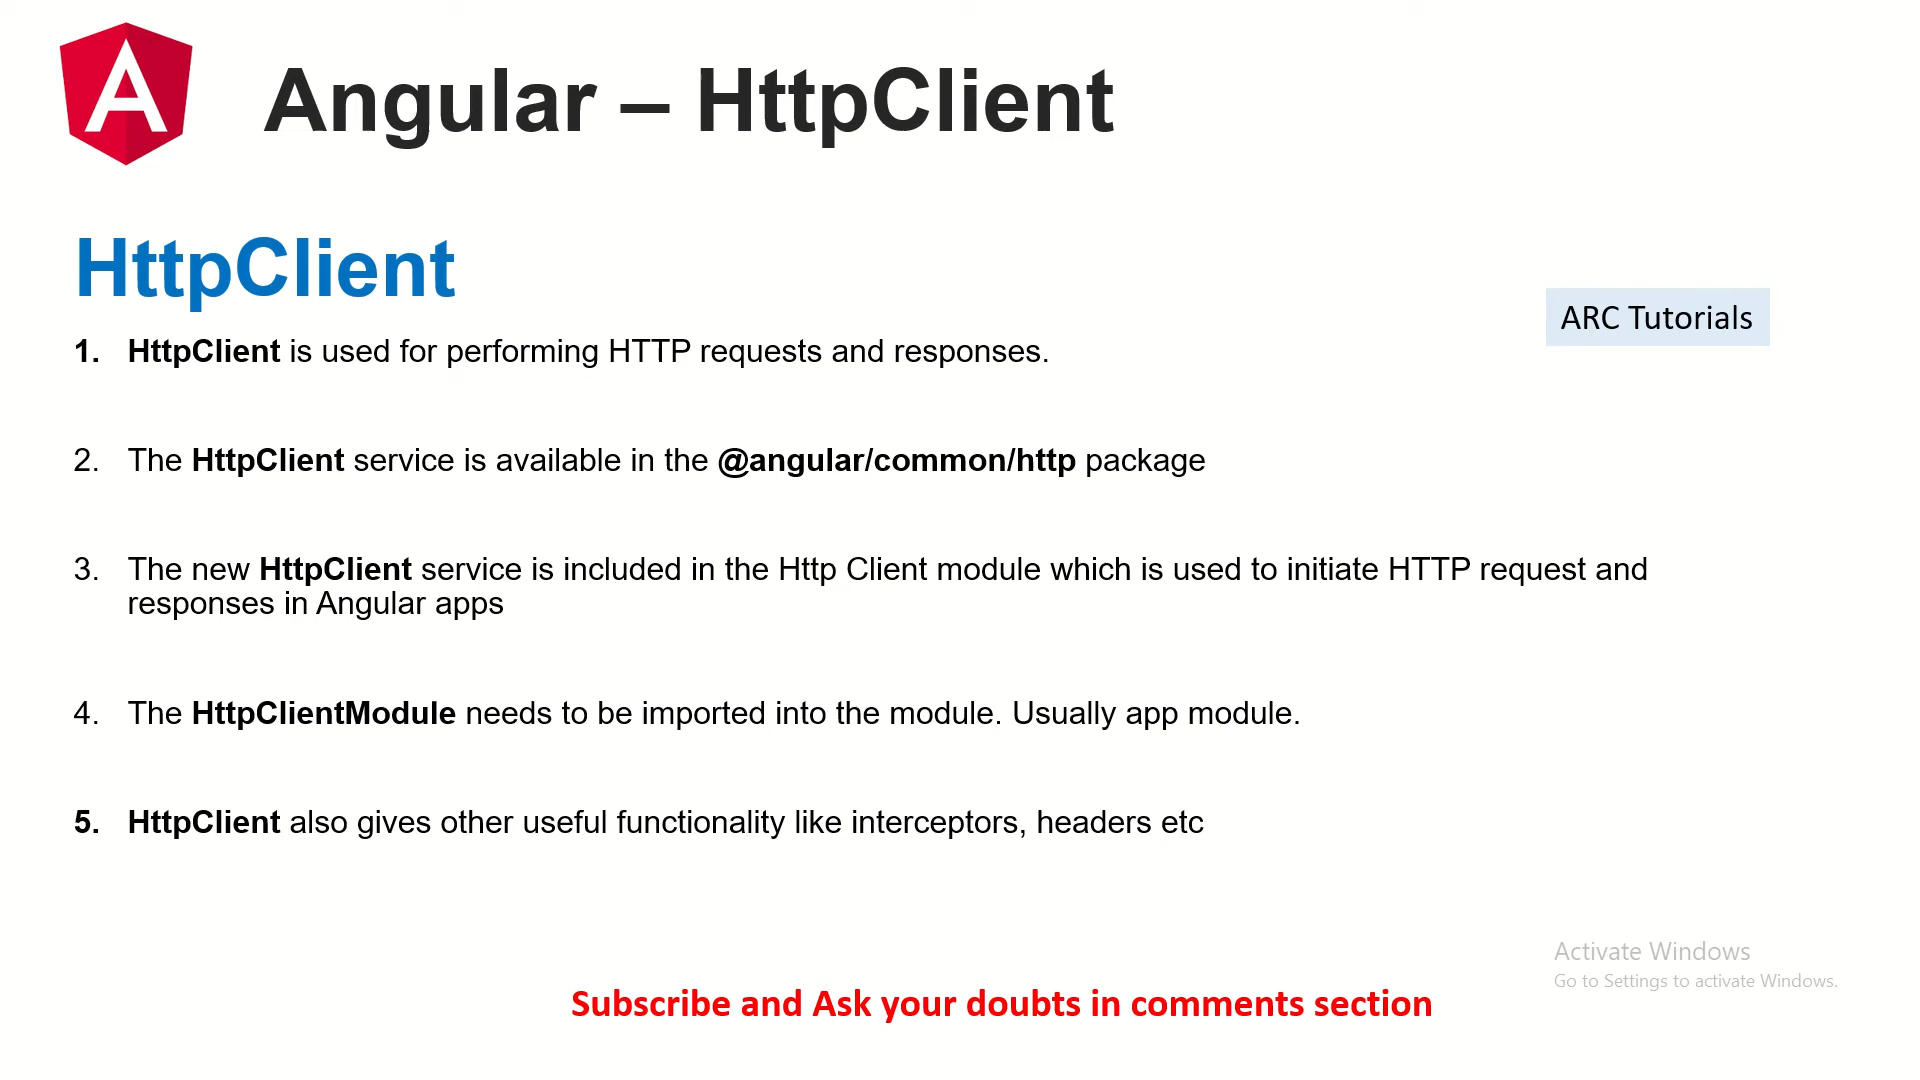 Angular – HttpClient
HttpClient
ARC Tutorials
1. HttpClient is used for performing HTTP requests and responses.
2. The HttpClient service is available in the @angular/common/http package
3. The new HttpClient service is included in the Http Client module which is used to initiate HTTP request and
responses in Angular apps
4. The HttpClientModule needs to be imported into the module. Usually app module.
5. HttpClient also gives other useful functionality like interceptors, headers etc
Activate Windows
Go to Settings to activate Windows.
Subscribe and Ask your doubts in comments section